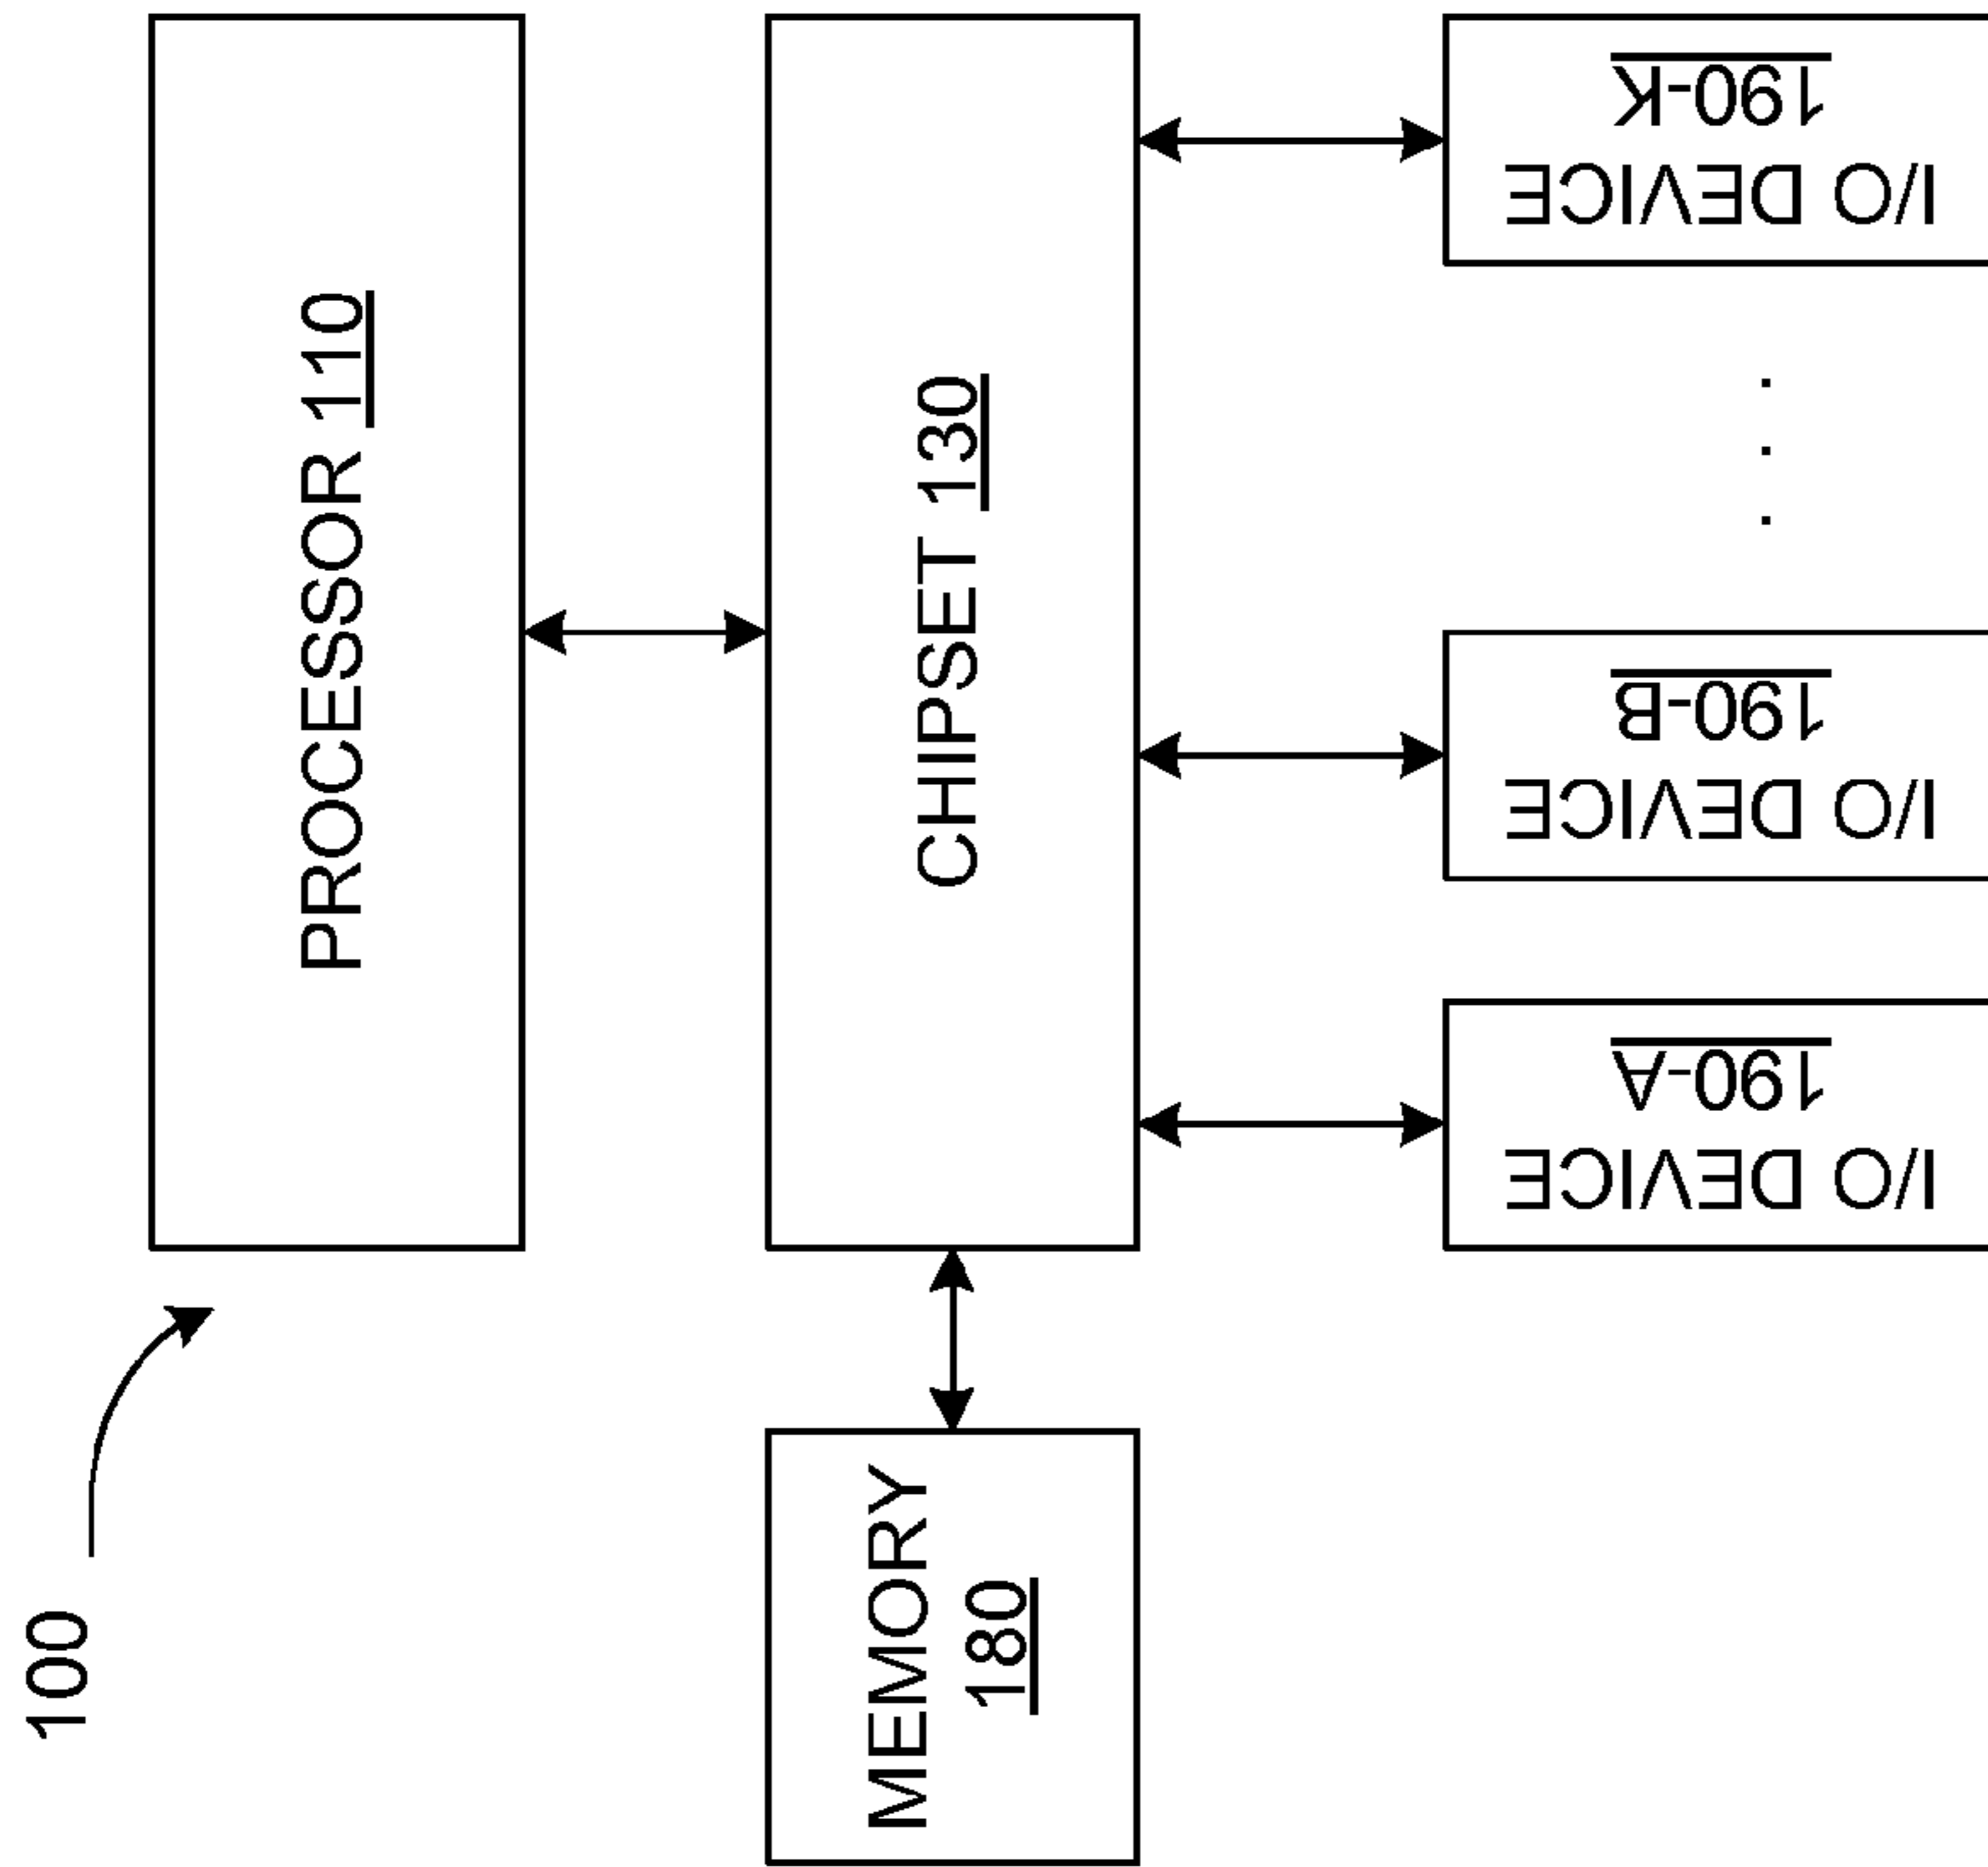 100
PROCESSOR 110
CHIPSET 130
MEMORY
180
I/O DEVICE
190-A
I/O DEVICE
190-B
. . .
I/O DEVICE
190-K